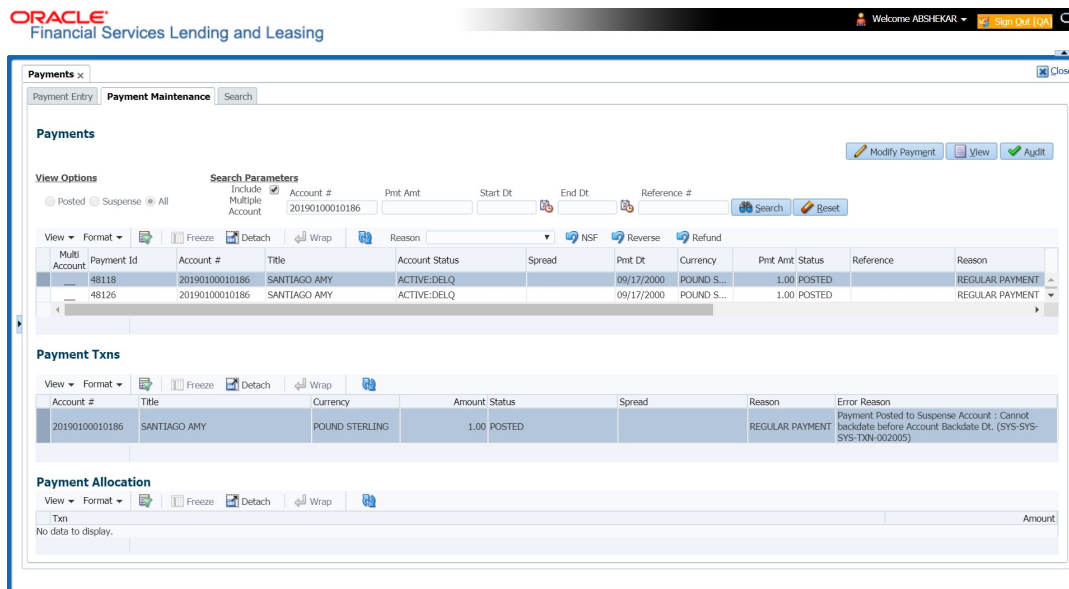 ORACLE®
Financial Services Lending and Leasing
Welcome ABSHEKAR
Sign Out [QA]
Payments x
Close
Payment Entry Payment Maintenance Search
Payments
Modify Payment View Audit
View Options
Posted Suspense All
Search Parameters
Include Multiple Account
Account # Pmt Amt Start Dt End Dt Reference #
20190100010186
Search Reset
View Format Freeze Detach Wrap Reason NSF Reverse Refund
Multi Account Payment Id Account # Title Account Status Spread Pmt Dt Currency Pmt Amt Status Reference Reason
__ 48118 20190100010186 SANTIAGO AMY ACTIVE:DELQ 09/17/2000 POUND S... 1.00 POSTED REGULAR PAYMENT
__ 48126 20190100010186 SANTIAGO AMY ACTIVE:DELQ 09/17/2000 POUND S... 1.00 POSTED REGULAR PAYMENT
Payment Txns
View Format Freeze Detach Wrap
Account # Title Currency Amount Status Spread Reason Error Reason
20190100010186 SANTIAGO AMY POUND STERLING 1.00 POSTED REGULAR PAYMENT Payment Posted to Suspense Account : Cannot
backdate before Account Backdate Dt. (SYS-SYS-
SYS-TXN-002005)
Payment Allocation
View Format Freeze Detach Wrap
Txn Amount
No data to display.